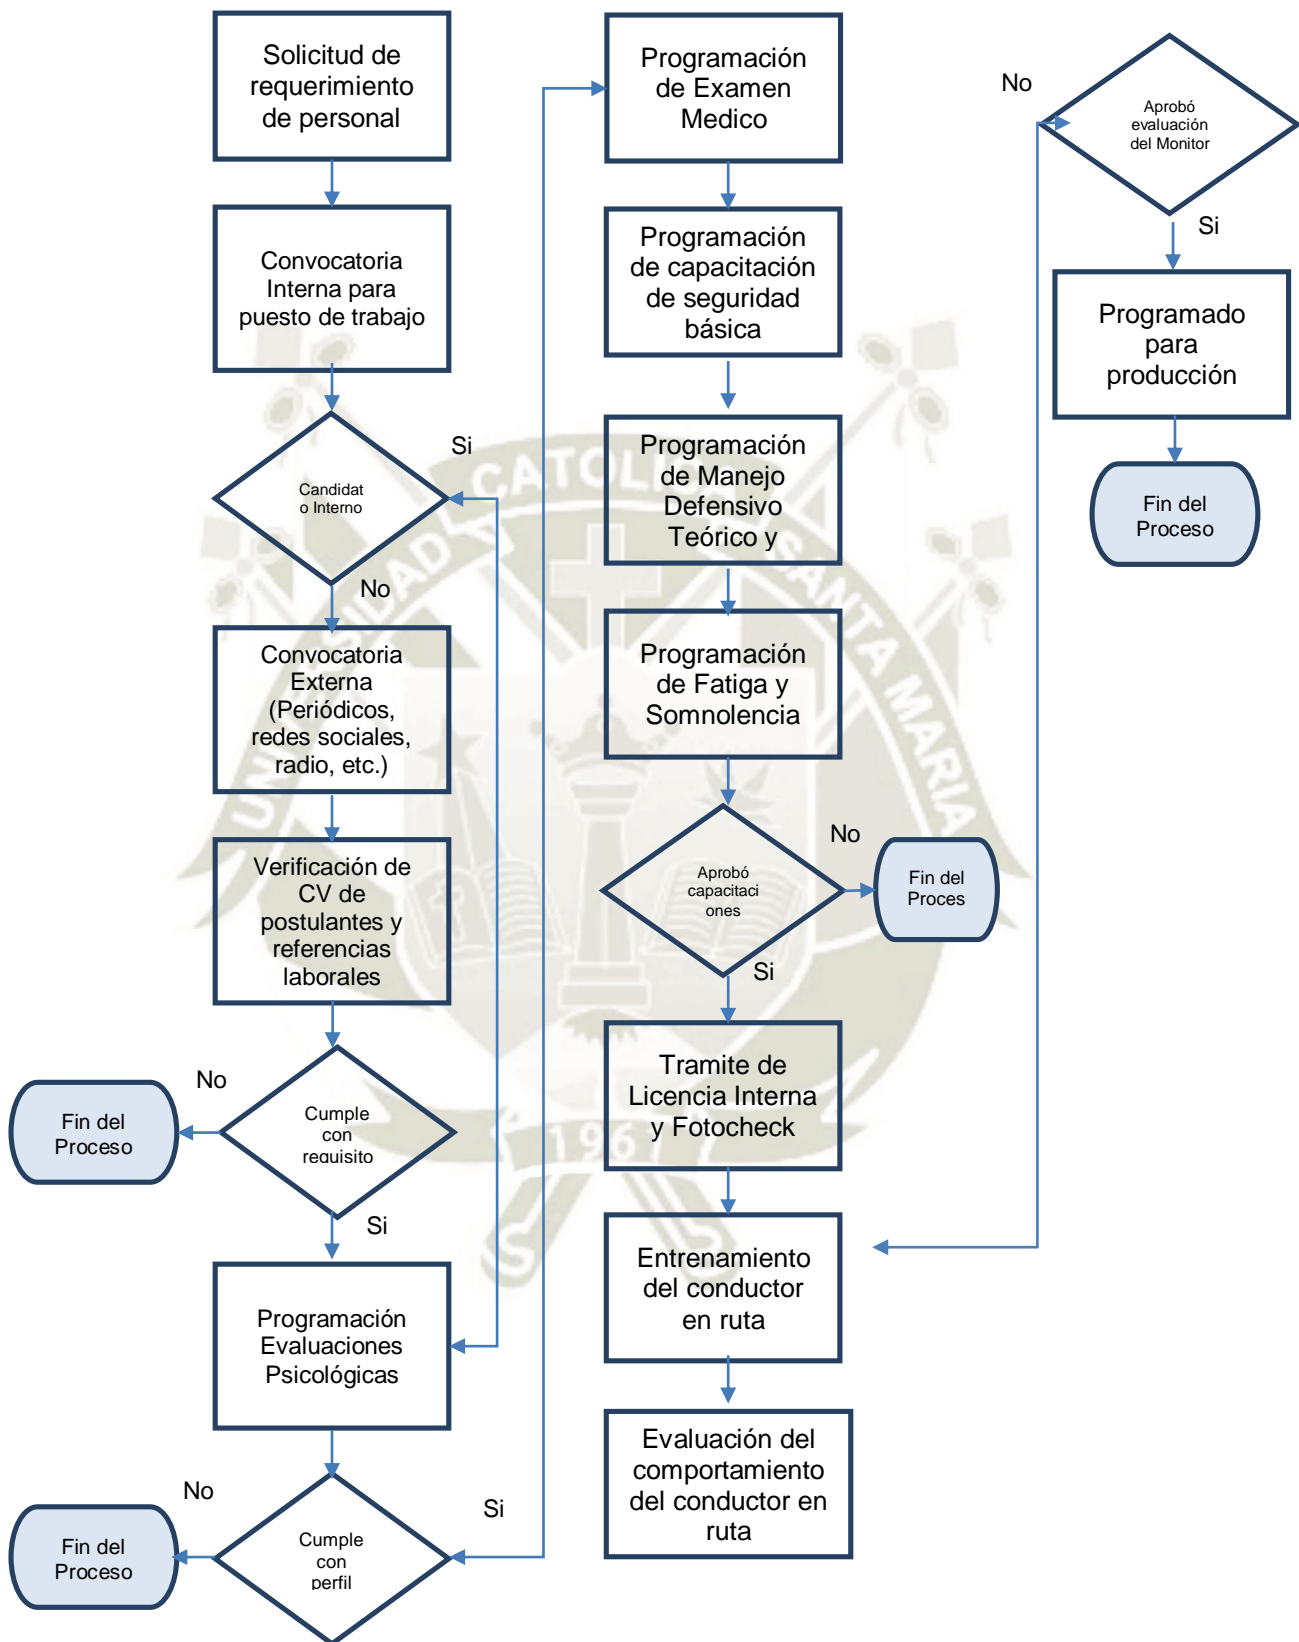 Solicitud de
requerimiento
de personal
Convocatoria
Interna para
puesto de trabajo
Si
Candidat
o Interno
No
Convocatoria
Externa
(Periódicos,
redes sociales,
radio, etc.)
Verificación de
CV de
postulantes y
referencias
laborales
No
Fin del
Proceso
Cumple
con
requisito
Si
Programación
Evaluaciones
Psicológicas
No
Si
Fin del
Proceso
Cumple
con
perfil
Programación
de Examen
Medico
Programación
de capacitación
de seguridad
básica
Programación
de Manejo
Defensivo
Teórico y
Programación
de Fatiga y
Somnolencia
No
Aprobó
capacitaci
ones
Fin del
Proces
Si
Tramite de
Licencia Interna
y Fotocheck
Entrenamiento
del conductor
en ruta
Evaluación del
comportamiento
del conductor en
ruta
No
Aprobó
evaluación
del Monitor
Si
Programado
para
producción
Fin del
Proceso
UNIVERSIDAD CATOLICA SANTA MARIA
1961